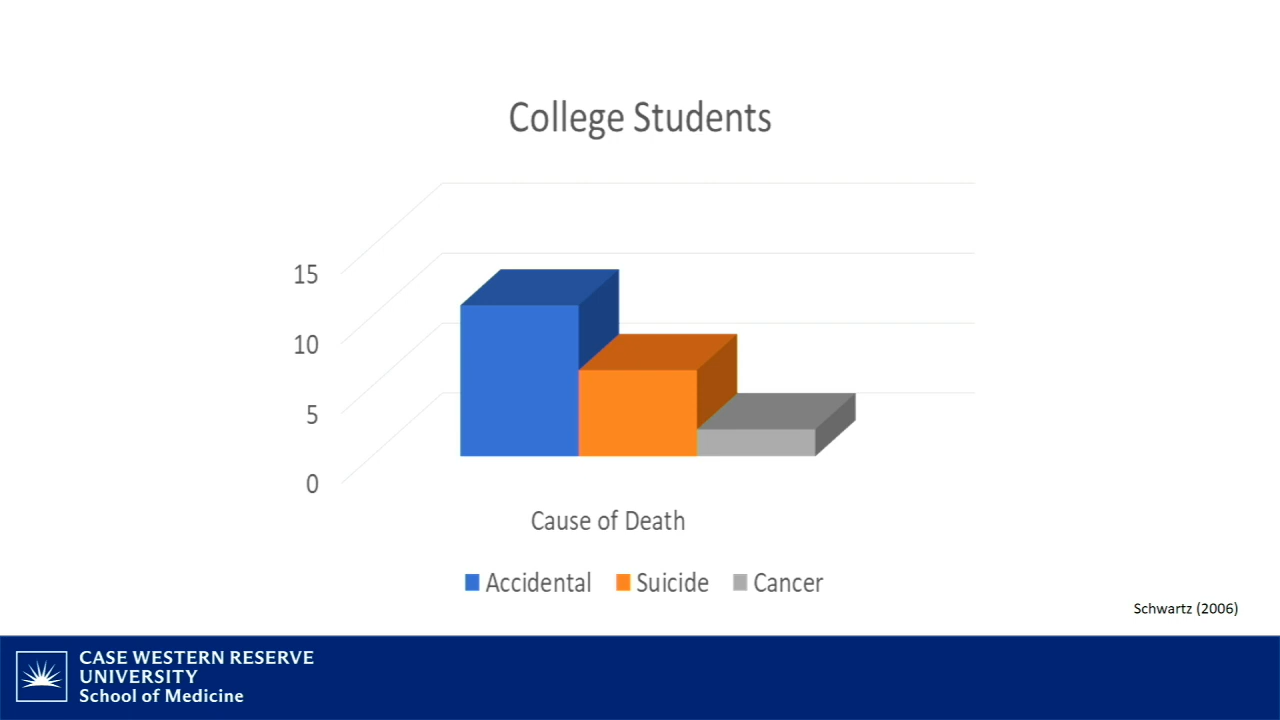 College Students
15
10
5
0
Cause of Death
Accidental Suicide Cancer
Schwartz (2006)
CASE WESTERN RESERVE
UNIVERSITY
School of Medicine